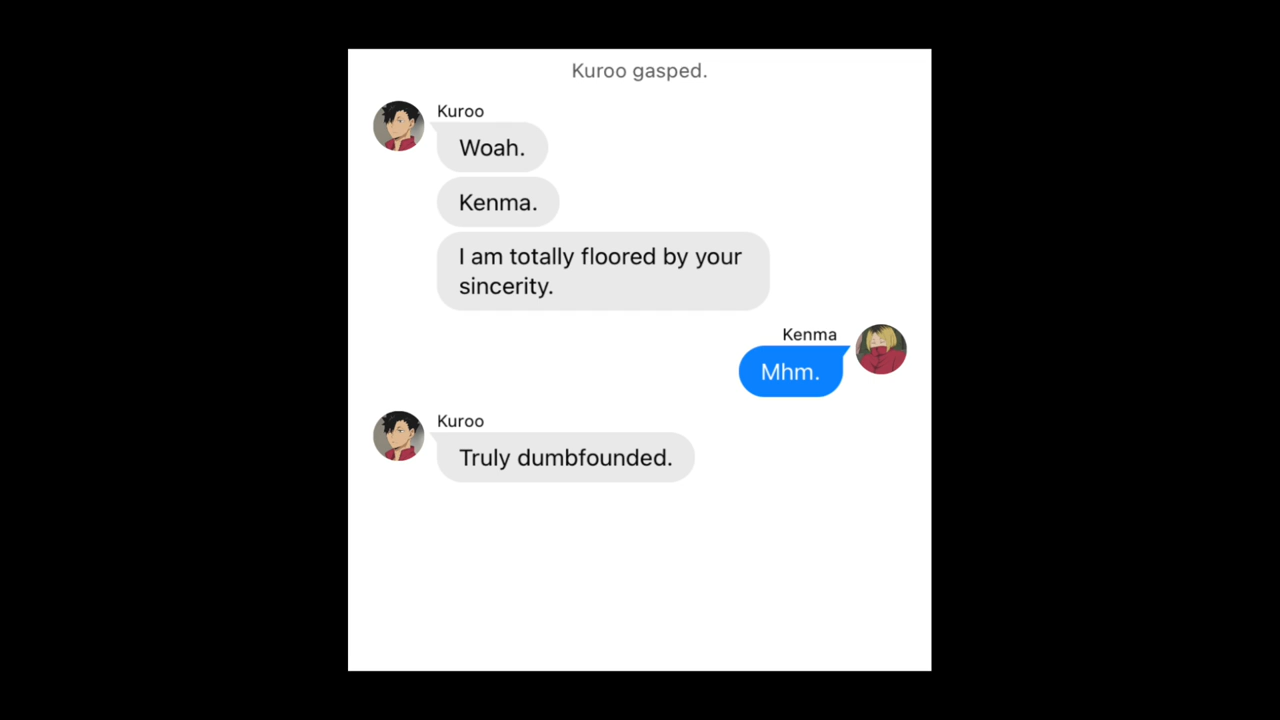 Kuroo gasped.
Kuroo
Woah.
Kenma.
I am totally floored by your
sincerity.
Kenma
Mhm.
Kuroo
Truly dumbfounded.